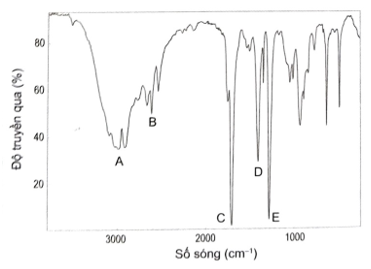 Độ truyền qua (%)
80
60
40
20
A
B
C
D
E
3000
2000
1000
Số sóng (cm⁻¹)